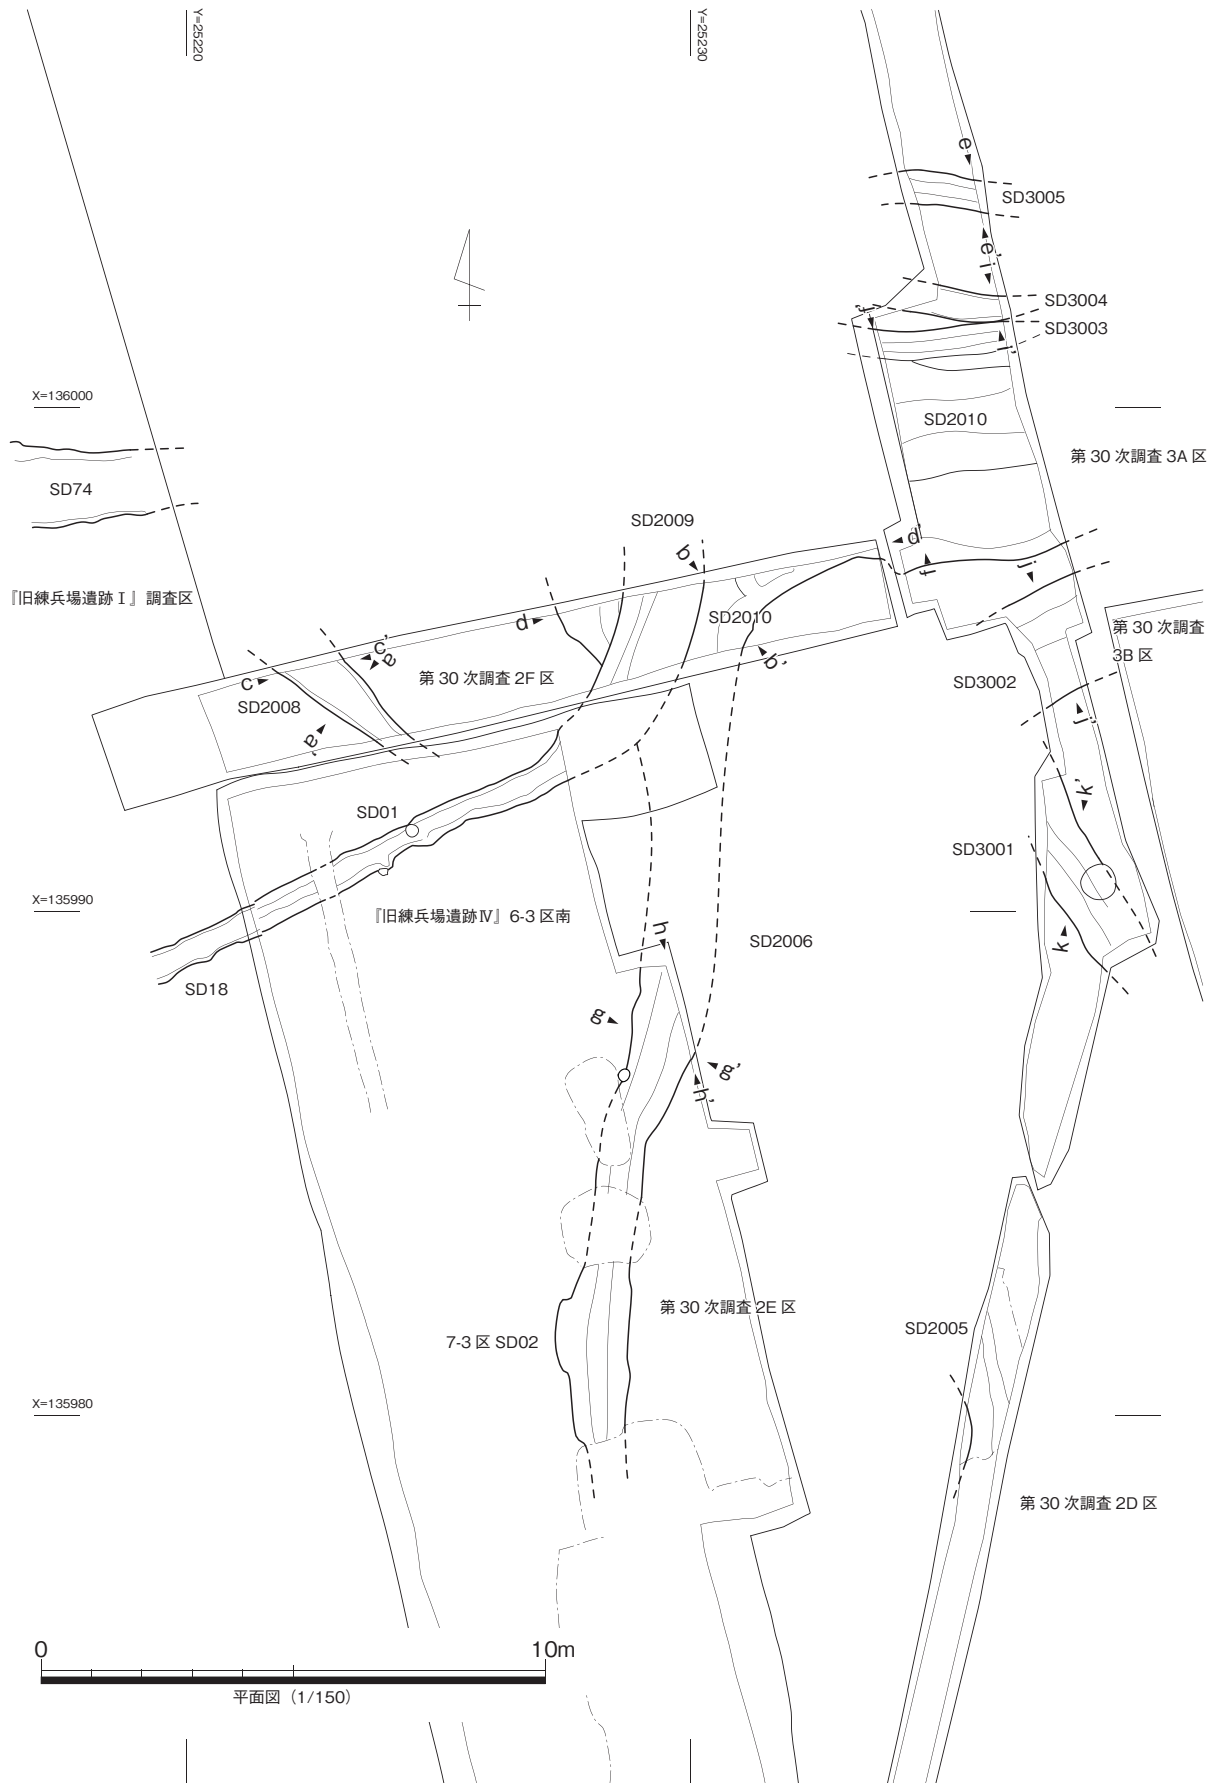 Y=25220
Y=25230
e
SD3005
e'
i
SD3004
f'
SD3003
i'
X=136000
SD2010
第 30 次調査 3A 区
SD74
SD2009
d'
b
f
j
『旧練兵場遺跡Ⅰ』調査区
d
SD2010
第 30 次調査
3B 区
c'
a
b'
c
第 30 次調査 2F 区
SD2008
SD3002
a'
j'
k'
SD01
SD3001
X=135990
『旧練兵場遺跡Ⅳ』6-3 区南
h
SD2006
k
SD18
g
g'
h'
第 30 次調査 2E 区
7-3 区 SD02
SD2005
X=135980
第 30 次調査 2D 区
0 10m
平面図（1/150）